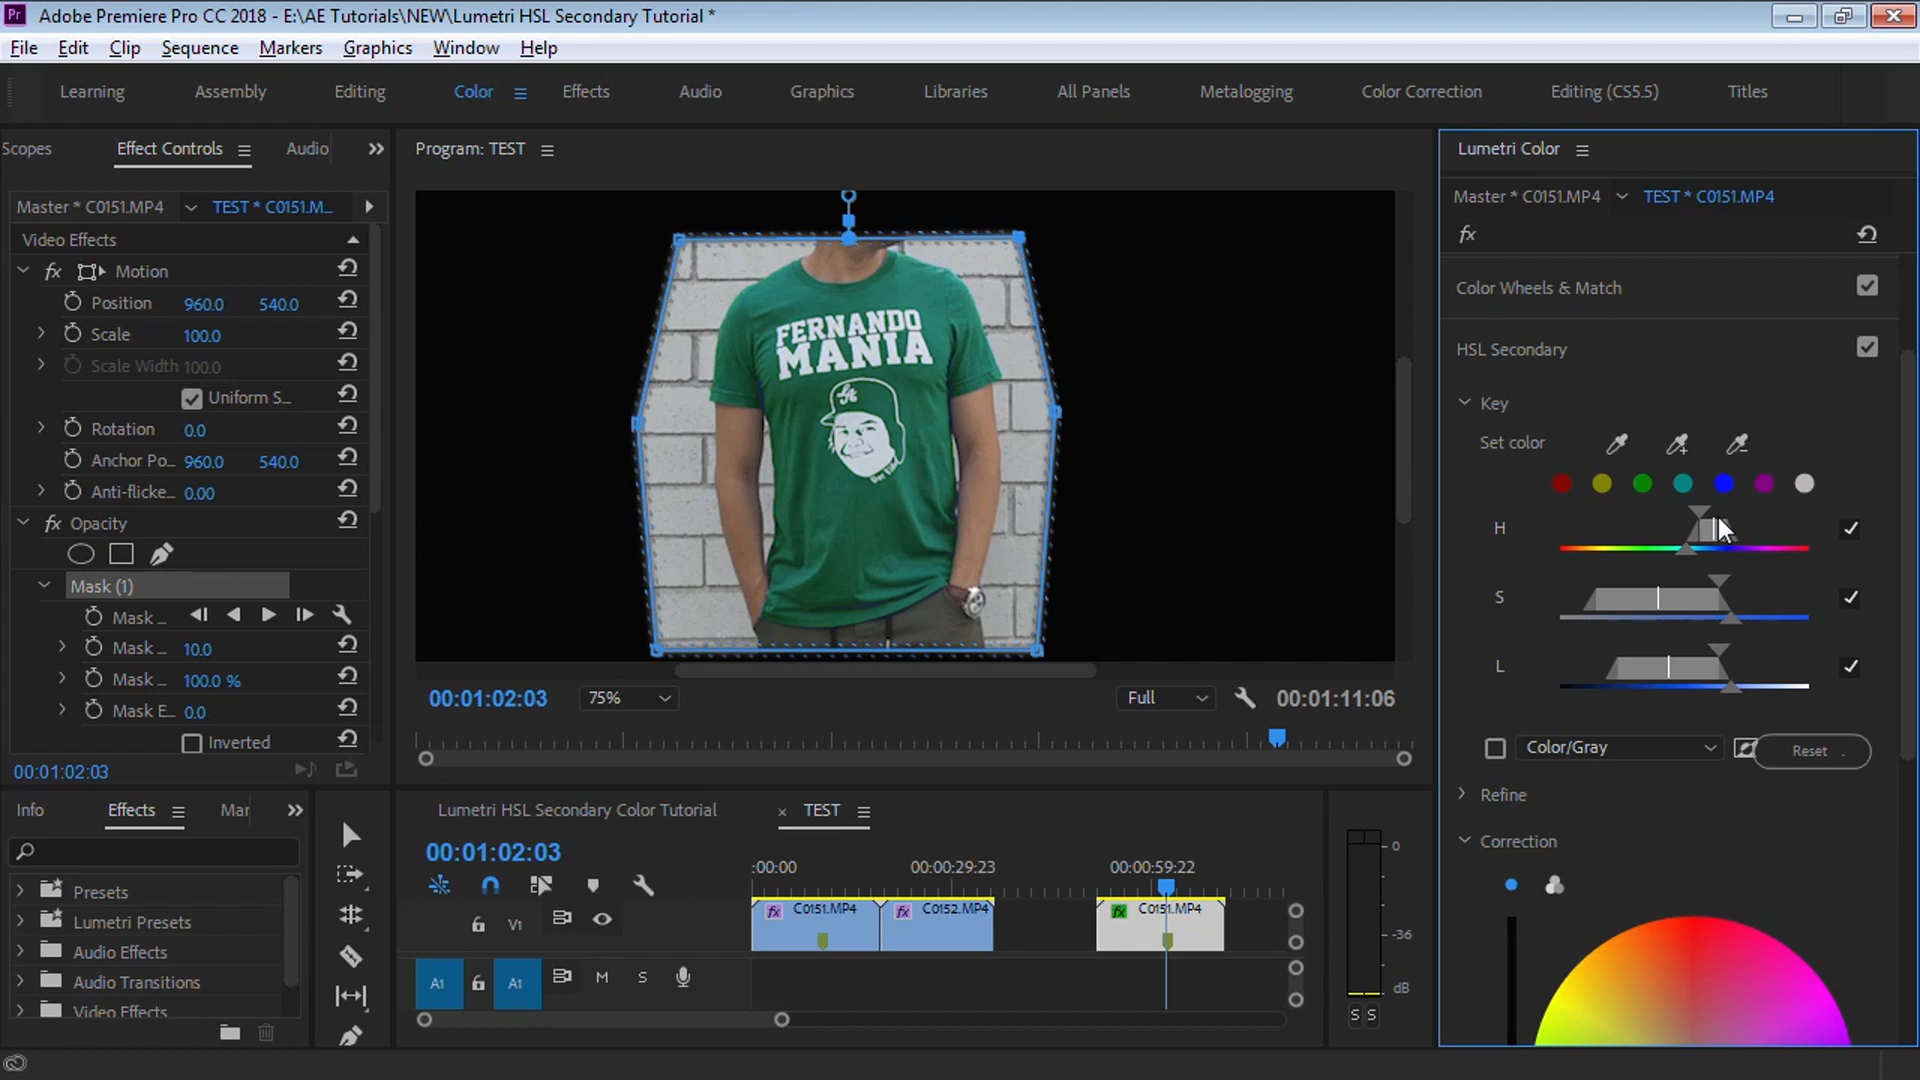 Adobe Premiere Pro CC 2018 - E:\AE Tutorials\NEW\Lumetri HSL Secondary Tutorial *
File Edit Clip Sequence Markers Graphics Window Help
Learning Assembly Editing Color Effects Audio Graphics Libraries All Panels Metalogging Color Correction Editing (CS5.5) Titles
Scopes Effect Controls Audio
Master * C0151.MP4 TEST * C0151.M...
Video Effects
fx Motion
Position 960.0 540.0
Scale 100.0
Scale Width 100.0
Uniform S...
Rotation 0.0
Anchor Po... 960.0 540.0
Anti-flicke... 0.00
fx Opacity
Mask (1)
Mask ...
Mask ... 10.0
Mask ... 100.0 %
Mask E... 0.0
Inverted
00:01:02:03
Program: TEST
FERNANDO
MANIA
LA
00:01:02:03 75% Full 00:01:11:06
Lumetri Color
Master * C0151.MP4 TEST * C0151.MP4
fx
Color Wheels & Match
HSL Secondary
Key
Set color
H
S
L
Color/Gray Reset
Refine
Correction
Info Effects Mar
Presets
Lumetri Presets
Audio Effects
Audio Transitions
Video Effects
Lumetri HSL Secondary Color Tutorial × TEST
00:01:02:03
:00:00 00:00:29:23 00:00:59:22
V1
fx C0151.MP4 fx C0152.MP4 fx C0151.MP4
A1 A1 M S
0
-36
dB
S S